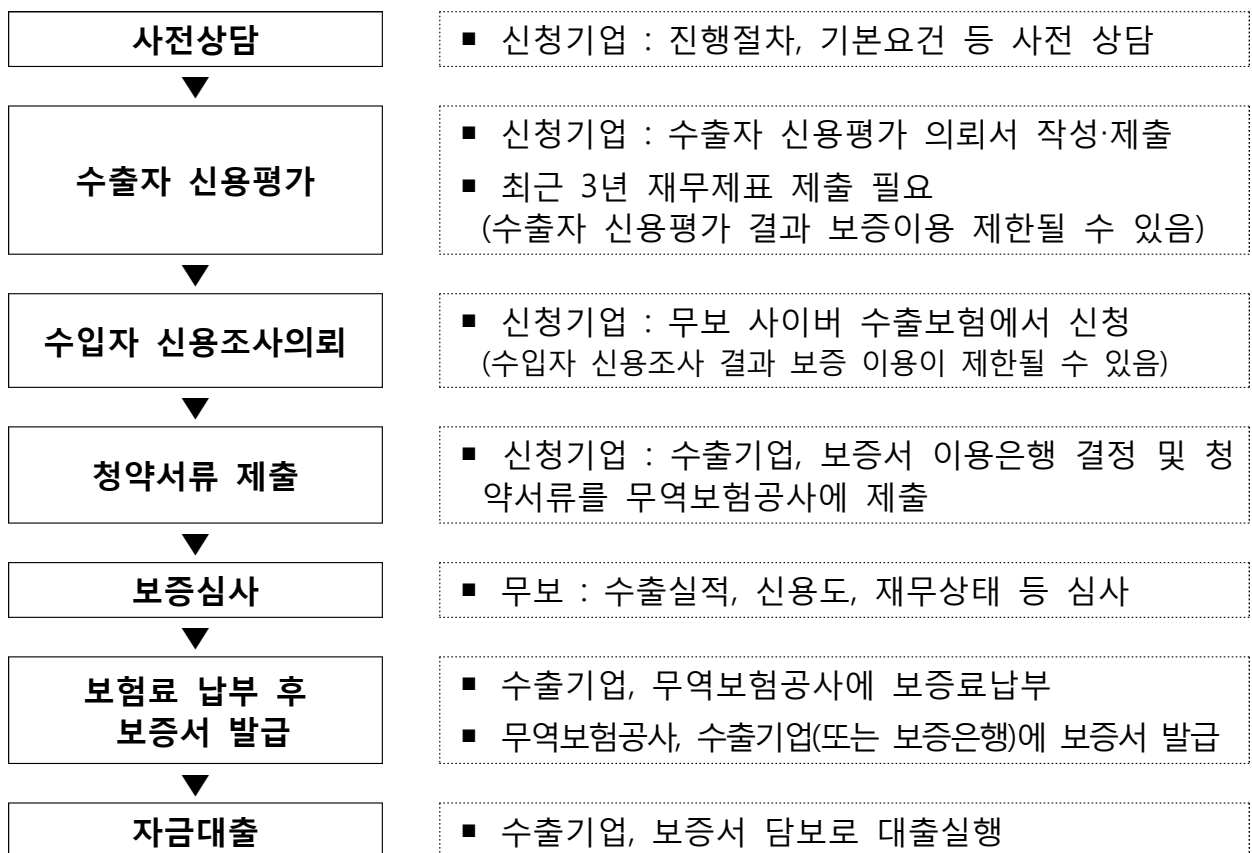 사전상담
■ 신청기업 : 진행절차, 기본요건 등 사전 상담
▼
수출자 신용평가
■ 신청기업 : 수출자 신용평가 의뢰서 작성·제출
■ 최근 3년 재무제표 제출 필요
(수출자 신용평가 결과 보증이용 제한될 수 있음)
▼
수입자 신용조사의뢰
■ 신청기업 : 무보 사이버 수출보험에서 신청
(수입자 신용조사 결과 보증 이용이 제한될 수 있음)
▼
청약서류 제출
■ 신청기업 : 수출기업, 보증서 이용은행 결정 및 청
약서류를 무역보험공사에 제출
▼
보증심사
■ 무보 : 수출실적, 신용도, 재무상태 등 심사
▼
보험료 납부 후
보증서 발급
■ 수출기업, 무역보험공사에 보증료납부
■ 무역보험공사, 수출기업(또는 보증은행)에 보증서 발급
▼
자금대출
■ 수출기업, 보증서 담보로 대출실행